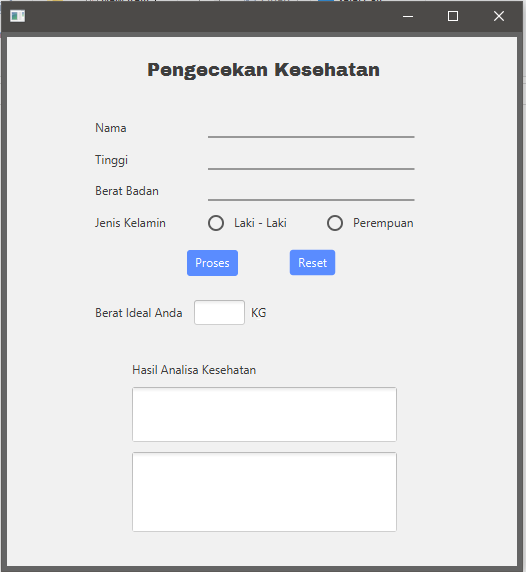 Pengecekan Kesehatan
Nama
Tinggi
Berat Badan
Jenis Kelamin Laki - Laki Perempuan
Proses Reset
Berat Ideal Anda KG
Hasil Analisa Kesehatan